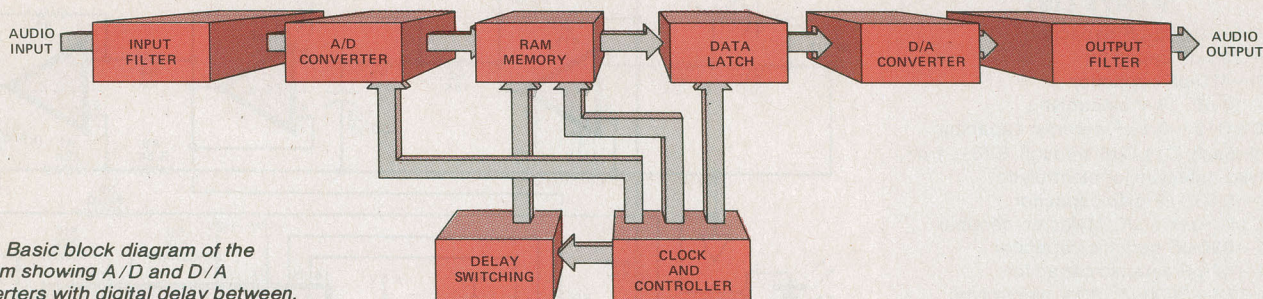 AUDIO
INPUT
INPUT
FILTER
A/D
CONVERTER
RAM
MEMORY
DATA
LATCH
D/A
CONVERTER
OUTPUT
FILTER
AUDIO
OUTPUT
DELAY
SWITCHING
CLOCK
AND
CONTROLLER
Basic block diagram of the
showing A/D and D/A
with digital delay between.